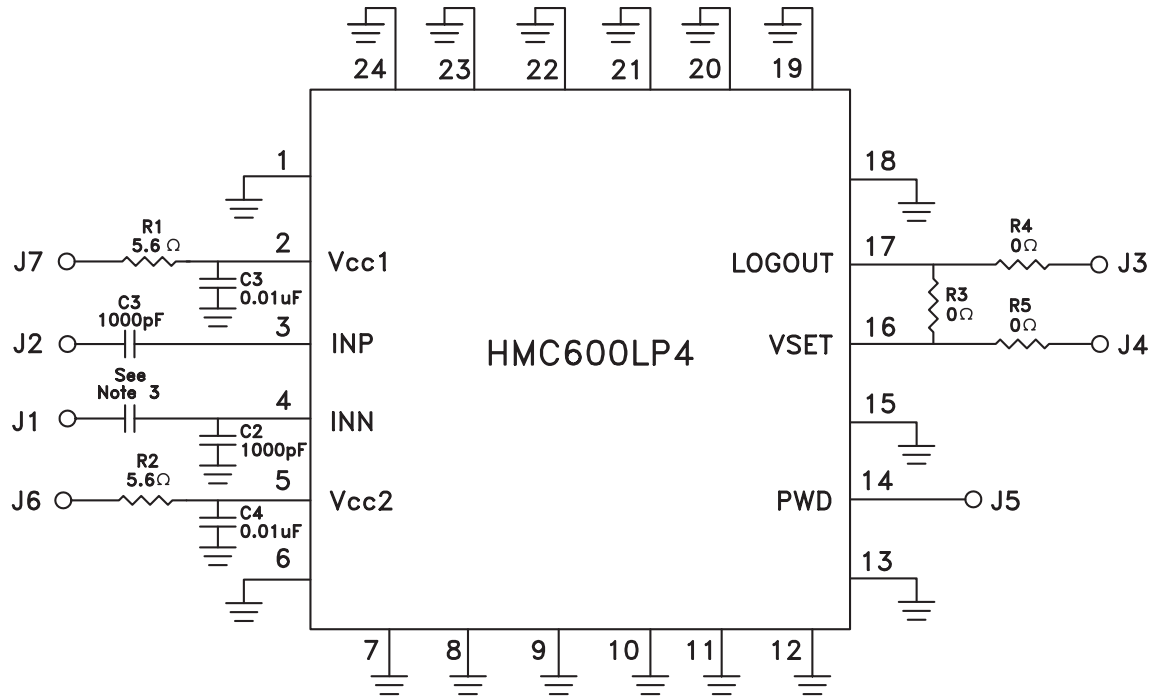 24 23 22 21 20 19
1
18
R1
5.6 Ω
J7
2
Vcc1
C3
0.01uF
LOGOUT
17
R4
0Ω
J3
C3
1000pF
J2
3
INP
HMC600LP4
VSET
16
R3
0Ω
R5
0Ω
J4
See
Note 3
J1
4
INN
C2
1000pF
15
R2
5.6Ω
J6
5
Vcc2
C4
0.01uF
PWD
14
J5
6
13
7 8 9 10 11 12